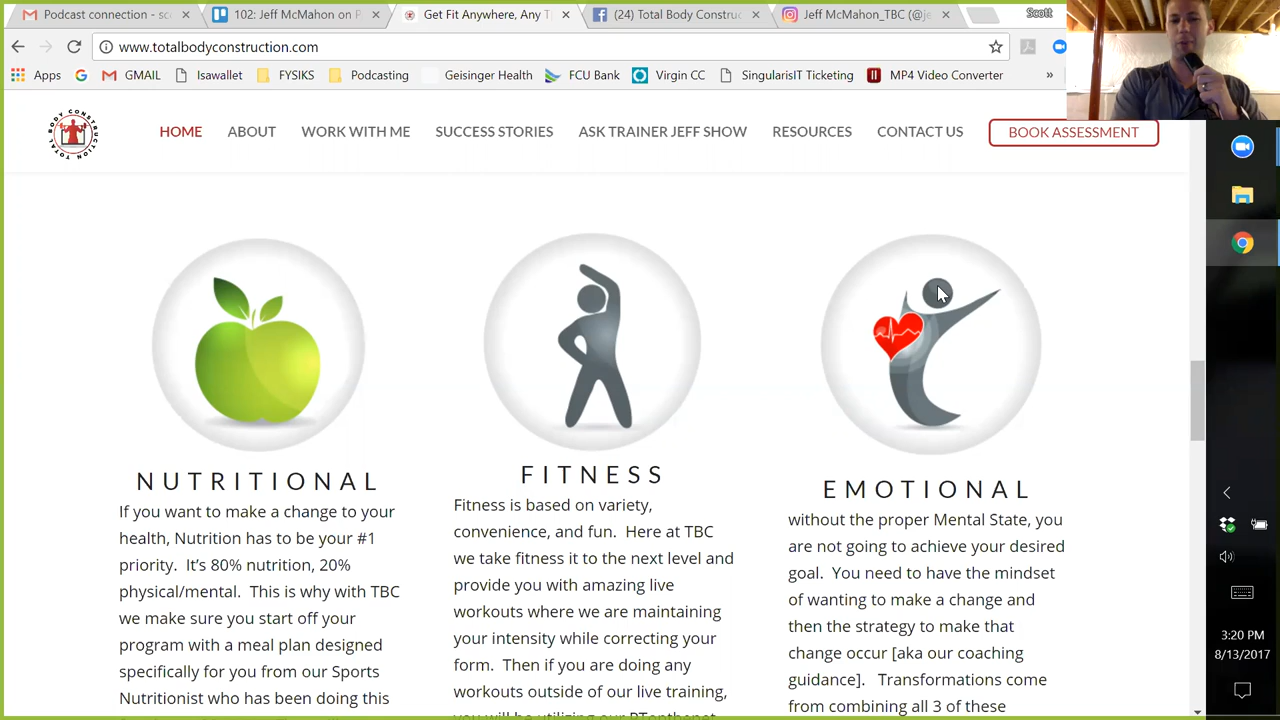 Podcast connection - sc
102: Jeff McMahon on P
Get Fit Anywhere, Any T
(24) Total Body Construc
Jeff McMahon_TBC (@je
Scott
www.totalbodyconstruction.com
Apps
GMAIL
Isawallet
FYSIKS
Podcasting
Geisinger Health
FCU Bank
Virgin CC
SingularisIT Ticketing
MP4 Video Converter
»
BODY CONSTRUCTION TOTAL
HOME
ABOUT
WORK WITH ME
SUCCESS STORIES
ASK TRAINER JEFF SHOW
RESOURCES
CONTACT US
BOOK ASSESSMENT
NUTRITIONAL
If you want to make a change to your
health, Nutrition has to be your #1
priority. It's 80% nutrition, 20%
physical/mental. This is why with TBC
we make sure you start off your
program with a meal plan designed
specifically for you from our Sports
Nutritionist who has been doing this
FITNESS
Fitness is based on variety,
convenience, and fun. Here at TBC
we take fitness it to the next level and
provide you with amazing live
workouts where we are maintaining
your intensity while correcting your
form. Then if you are doing any
workouts outside of our live training,
you will be utilizing our PTonthenet
EMOTIONAL
without the proper Mental State, you
are not going to achieve your desired
goal. You need to have the mindset
of wanting to make a change and
then the strategy to make that
change occur [aka our coaching
guidance]. Transformations come
from combining all 3 of these
3:20 PM
8/13/2017